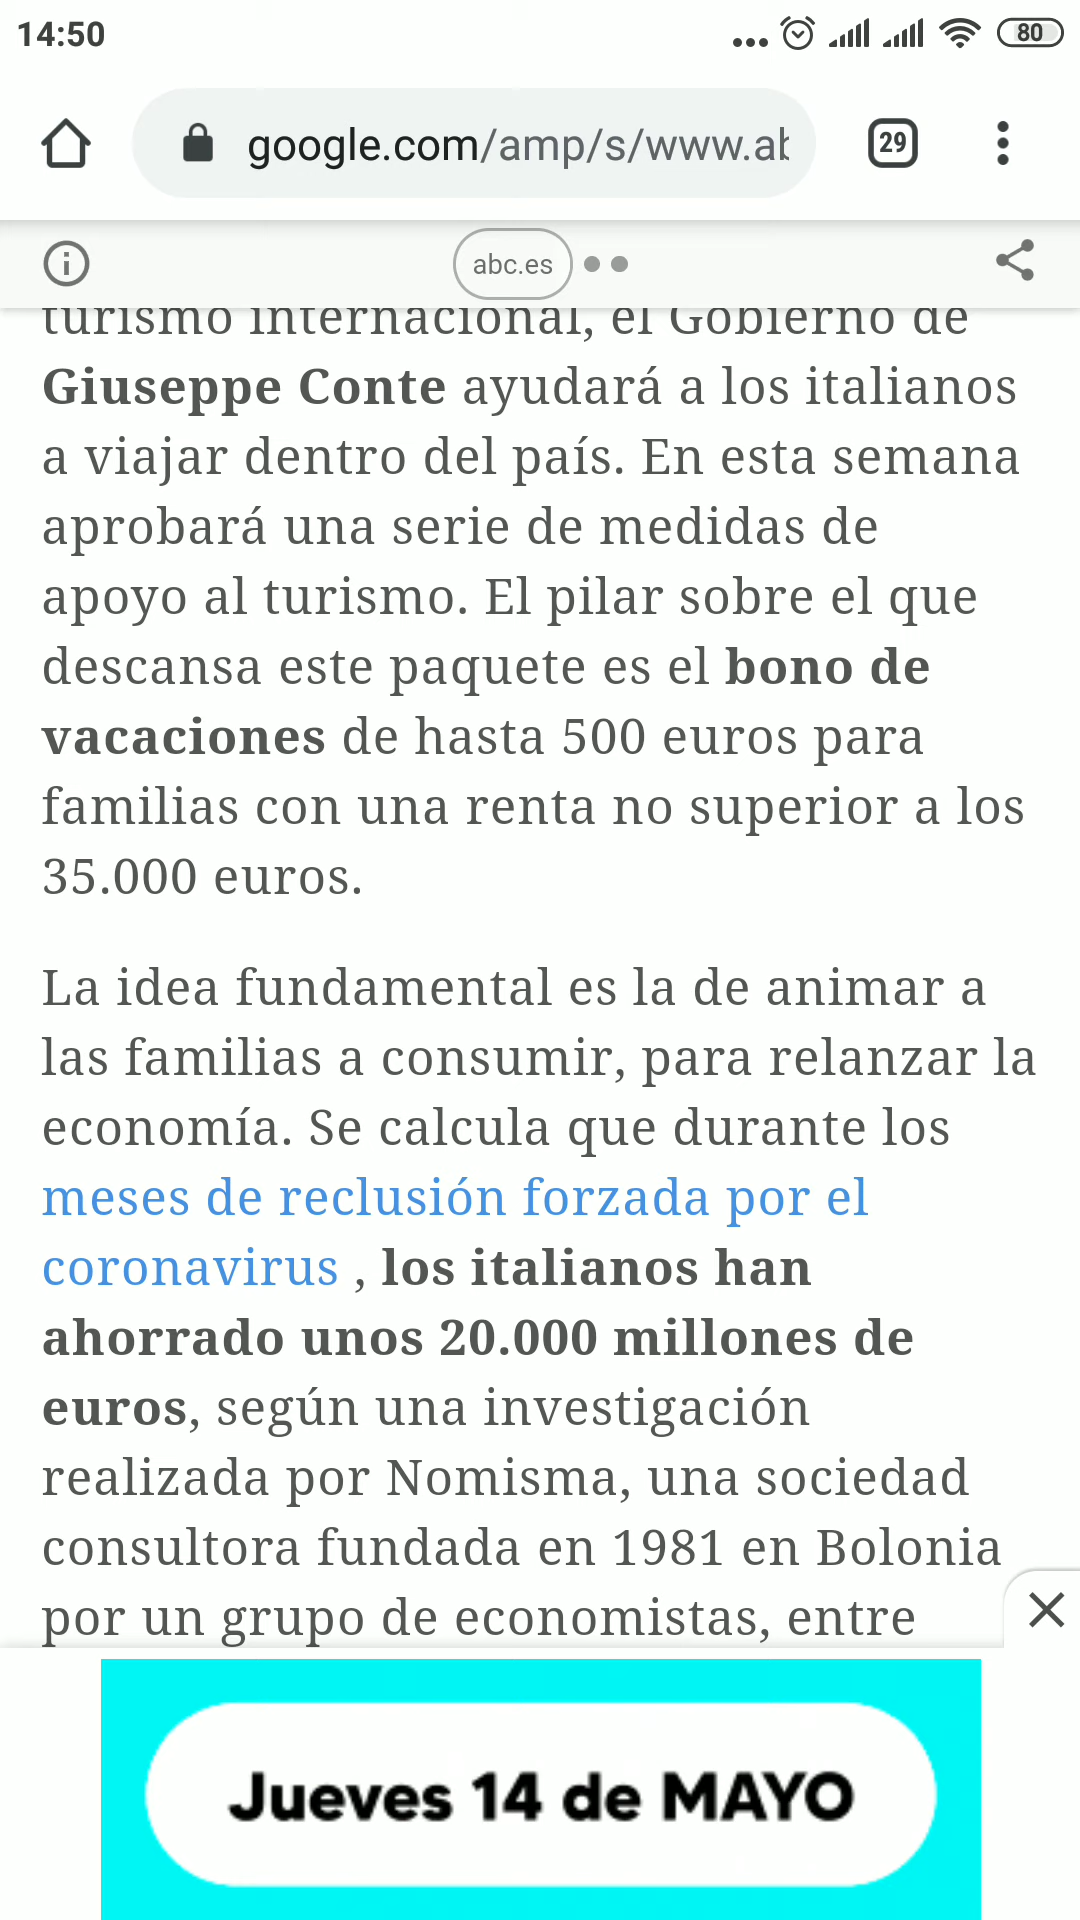 14:50
80
google.com/amp/s/www.ab
29
abc.es
turismo internacional, el Gobierno de
Giuseppe Conte ayudará a los italianos
a viajar dentro del país. En esta semana
aprobará una serie de medidas de
apoyo al turismo. El pilar sobre el que
descansa este paquete es el bono de
vacaciones de hasta 500 euros para
familias con una renta no superior a los
35.000 euros.
La idea fundamental es la de animar a
las familias a consumir, para relanzar la
economía. Se calcula que durante los
meses de reclusión forzada por el
coronavirus , los italianos han
ahorrado unos 20.000 millones de
euros, según una investigación
realizada por Nomisma, una sociedad
consultora fundada en 1981 en Bolonia
por un grupo de economistas, entre
Jueves 14 de MAYO